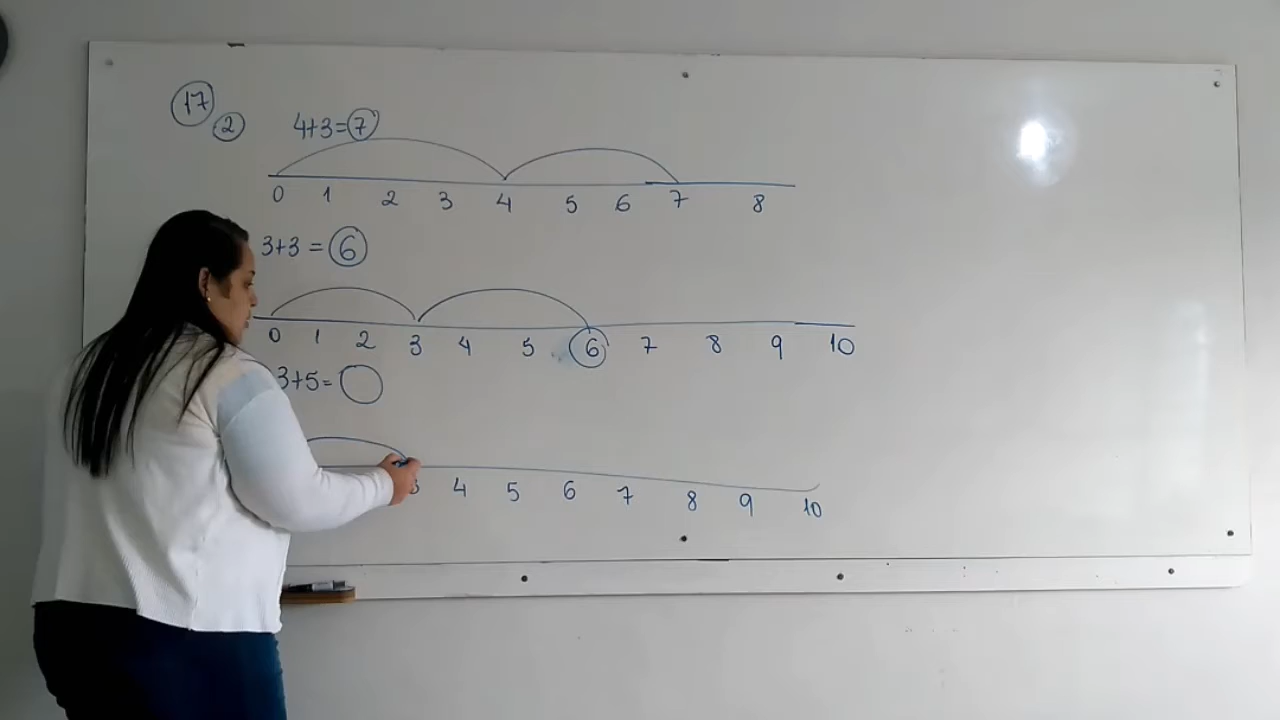 17
2
4+3=7
0 1 2 3 4 5 6 7 8
3+3=6
0 1 2 3 4 5 6 7 8 9 10
3+5=
3 4 5 6 7 8 9 10